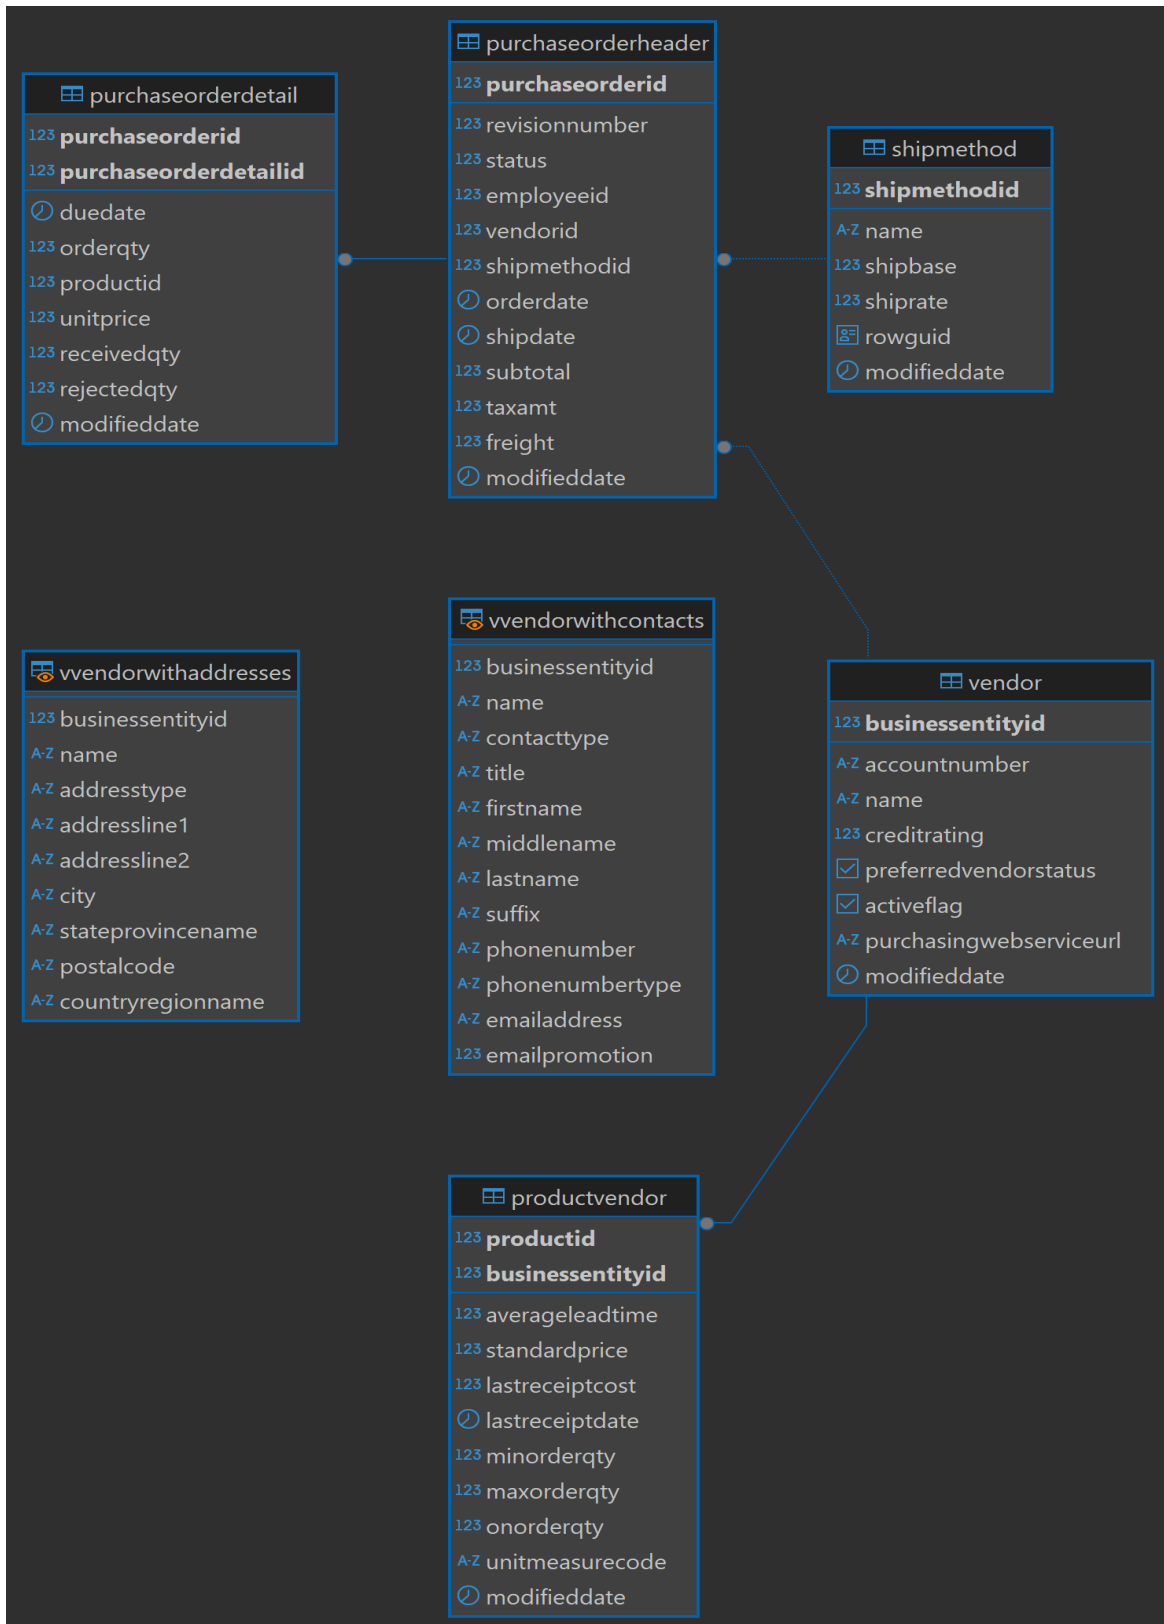 purchaseorderheader
123 purchaseorderid
123 revisionnumber
123 status
123 employeeid
123 vendorid
123 shipmethodid
orderdate
shipdate
123 subtotal
123 taxamt
123 freight
modifieddate
purchaseorderdetail
123 purchaseorderid
123 purchaseorderdetailid
duedate
123 orderqty
123 productid
123 unitprice
123 receivedqty
123 rejectedqty
modifieddate
shipmethod
123 shipmethodid
A-Z name
123 shipbase
123 shiprate
rowguid
modifieddate
vvendorwithcontacts
123 businessentityid
A-Z name
A-Z contacttype
A-Z title
A-Z firstname
A-Z middlename
A-Z lastname
A-Z suffix
A-Z phonenumber
A-Z phonenumbertype
A-Z emailaddress
123 emailpromotion
vvendorwithaddresses
123 businessentityid
A-Z name
A-Z addresstype
A-Z addressline1
A-Z addressline2
A-Z city
A-Z stateprovincename
A-Z postalcode
A-Z countryregionname
vendor
123 businessentityid
A-Z accountnumber
A-Z name
123 creditrating
preferredvendorstatus
activeflag
A-Z purchasingwebserviceurl
modifieddate
productvendor
123 productid
123 businessentityid
123 averageleadtime
123 standardprice
123 lastreceiptcost
lastreceiptdate
123 minorderqty
123 maxorderqty
123 onorderqty
A-Z unitmeasurecode
modifieddate